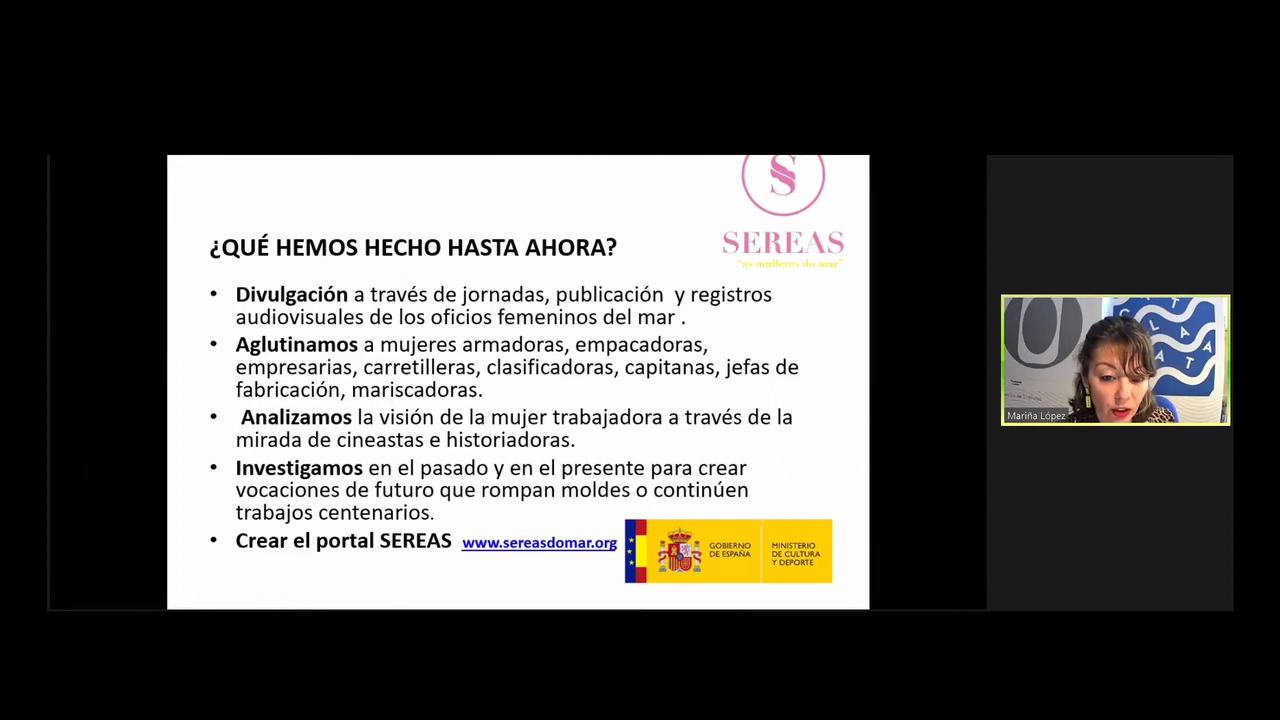 S
SEREAS
"as mulleres do mar"
¿QUÉ HEMOS HECHO HASTA AHORA?
• Divulgación a través de jornadas, publicación y registros
audiovisuales de los oficios femeninos del mar .
• Aglutinamos a mujeres armadoras, empacadoras,
empresarias, carretilleras, clasificadoras, capitanas, jefas de
fabricación, mariscadoras.
• Analizamos la visión de la mujer trabajadora a través de la
mirada de cineastas e historiadoras.
• Investigamos en el pasado y en el presente para crear
vocaciones de futuro que rompan moldes o continúen
trabajos centenarios.
• Crear el portal SEREAS www.sereasdomar.org
GOBIERNO
DE ESPAÑA
MINISTERIO
DE CULTURA
Y DEPORTE
Mariña López